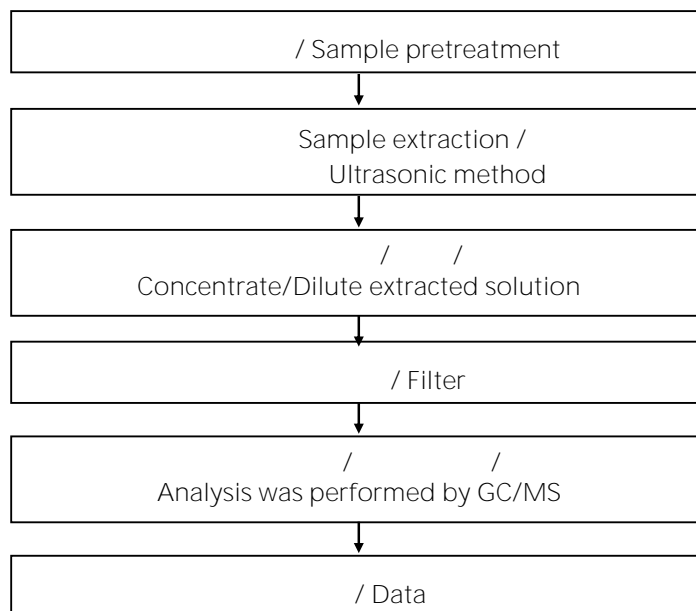 / Sample pretreatment
Sample extraction /
Ultrasonic method
/ /
Concentrate/Dilute extracted solution
/ Filter
/ /
Analysis was performed by GC/MS
/ Data